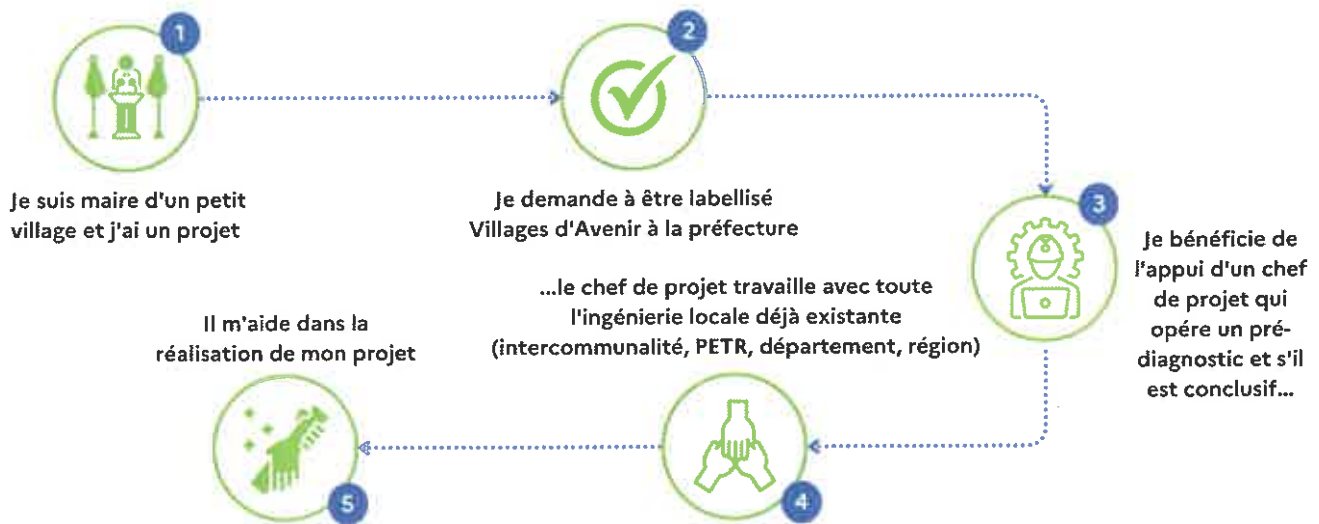 1
Je suis maire d'un petit
village et j'ai un projet
2
Je demande à être labellisé
Villages d'Avenir à la préfecture
3
Je bénéficie de
l'appui d'un chef
de projet qui
opére un pré-
diagnostic et s'il
est conclusif...
...le chef de projet travaille avec toute
l'ingénierie locale déjà existante
(intercommunalité, PETR, département, région)
4
Il m'aide dans la
réalisation de mon projet
5